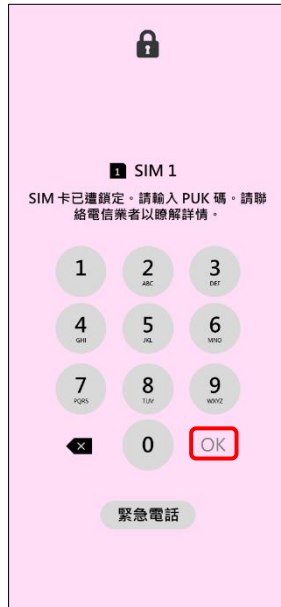 1 SIM 1
SIM 卡已遭鎖定。請輸入 PUK 碼。請聯
絡電信業者以瞭解詳情。
1 2 3
ABC DEF
4 5 6
GHI JKL MNO
7 8 9
PQRS TUV WXYZ
0 OK
緊急電話